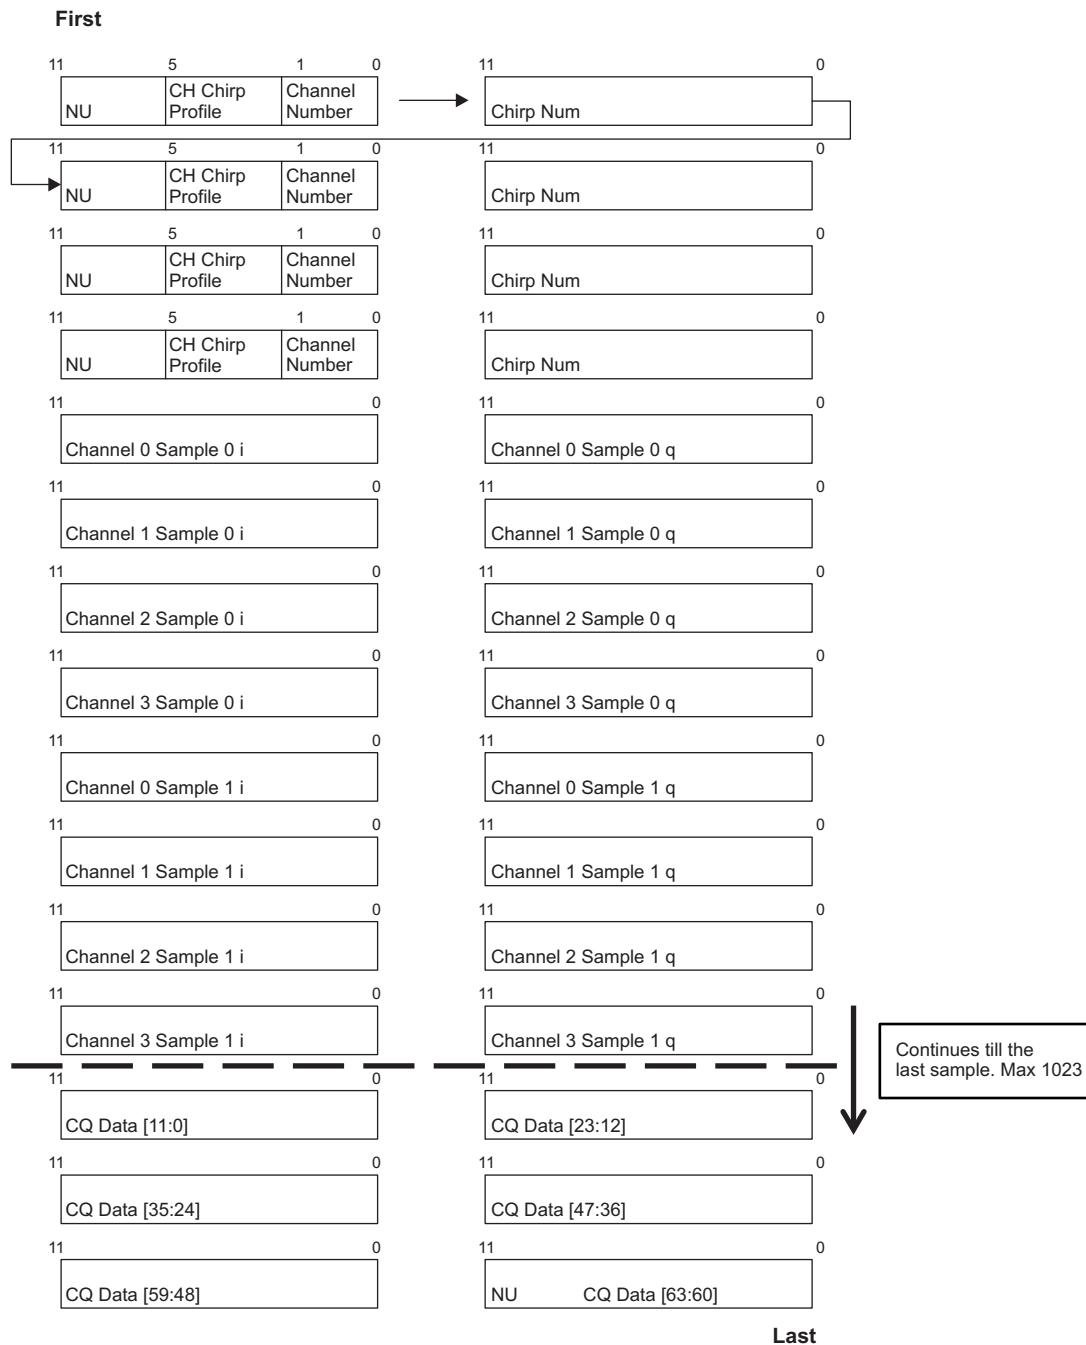 First
11 5 1 0 11 0
NU CH Chirp Profile Channel Number Chirp Num
11 5 1 0 11 0
NU CH Chirp Profile Channel Number Chirp Num
11 5 1 0 11 0
NU CH Chirp Profile Channel Number Chirp Num
11 5 1 0 11 0
NU CH Chirp Profile Channel Number Chirp Num
11 0 11 0
Channel 0 Sample 0 i Channel 0 Sample 0 q
11 0 11 0
Channel 1 Sample 0 i Channel 1 Sample 0 q
11 0 11 0
Channel 2 Sample 0 i Channel 2 Sample 0 q
11 0 11 0
Channel 3 Sample 0 i Channel 3 Sample 0 q
11 0 11 0
Channel 0 Sample 1 i Channel 0 Sample 1 q
11 0 11 0
Channel 1 Sample 1 i Channel 1 Sample 1 q
11 0 11 0
Channel 2 Sample 1 i Channel 2 Sample 1 q
11 0 11 0
Channel 3 Sample 1 i Channel 3 Sample 1 q
Continues till the
last sample. Max 1023
11 0 11 0
CQ Data [11:0] CQ Data [23:12]
11 0 11 0
CQ Data [35:24] CQ Data [47:36]
11 0 11 0
CQ Data [59:48] NU CQ Data [63:60]
Last